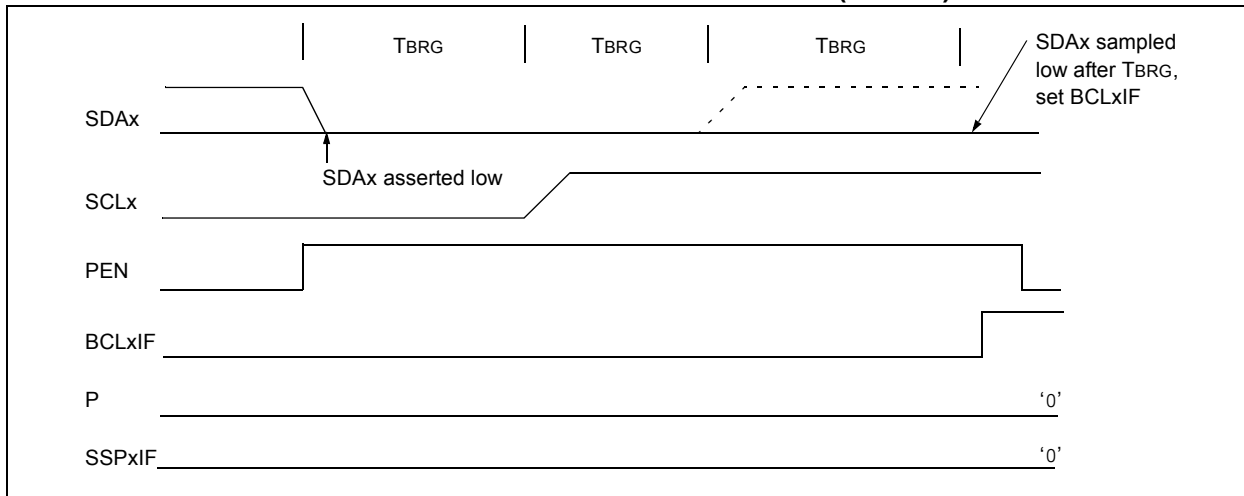 TBRG TBRG TBRG
SDAx sampled
low after TBRG,
set BCLxIF
SDAx
SDAx asserted low
SCLx
PEN
BCLxIF
P '0'
SSPxIF '0'